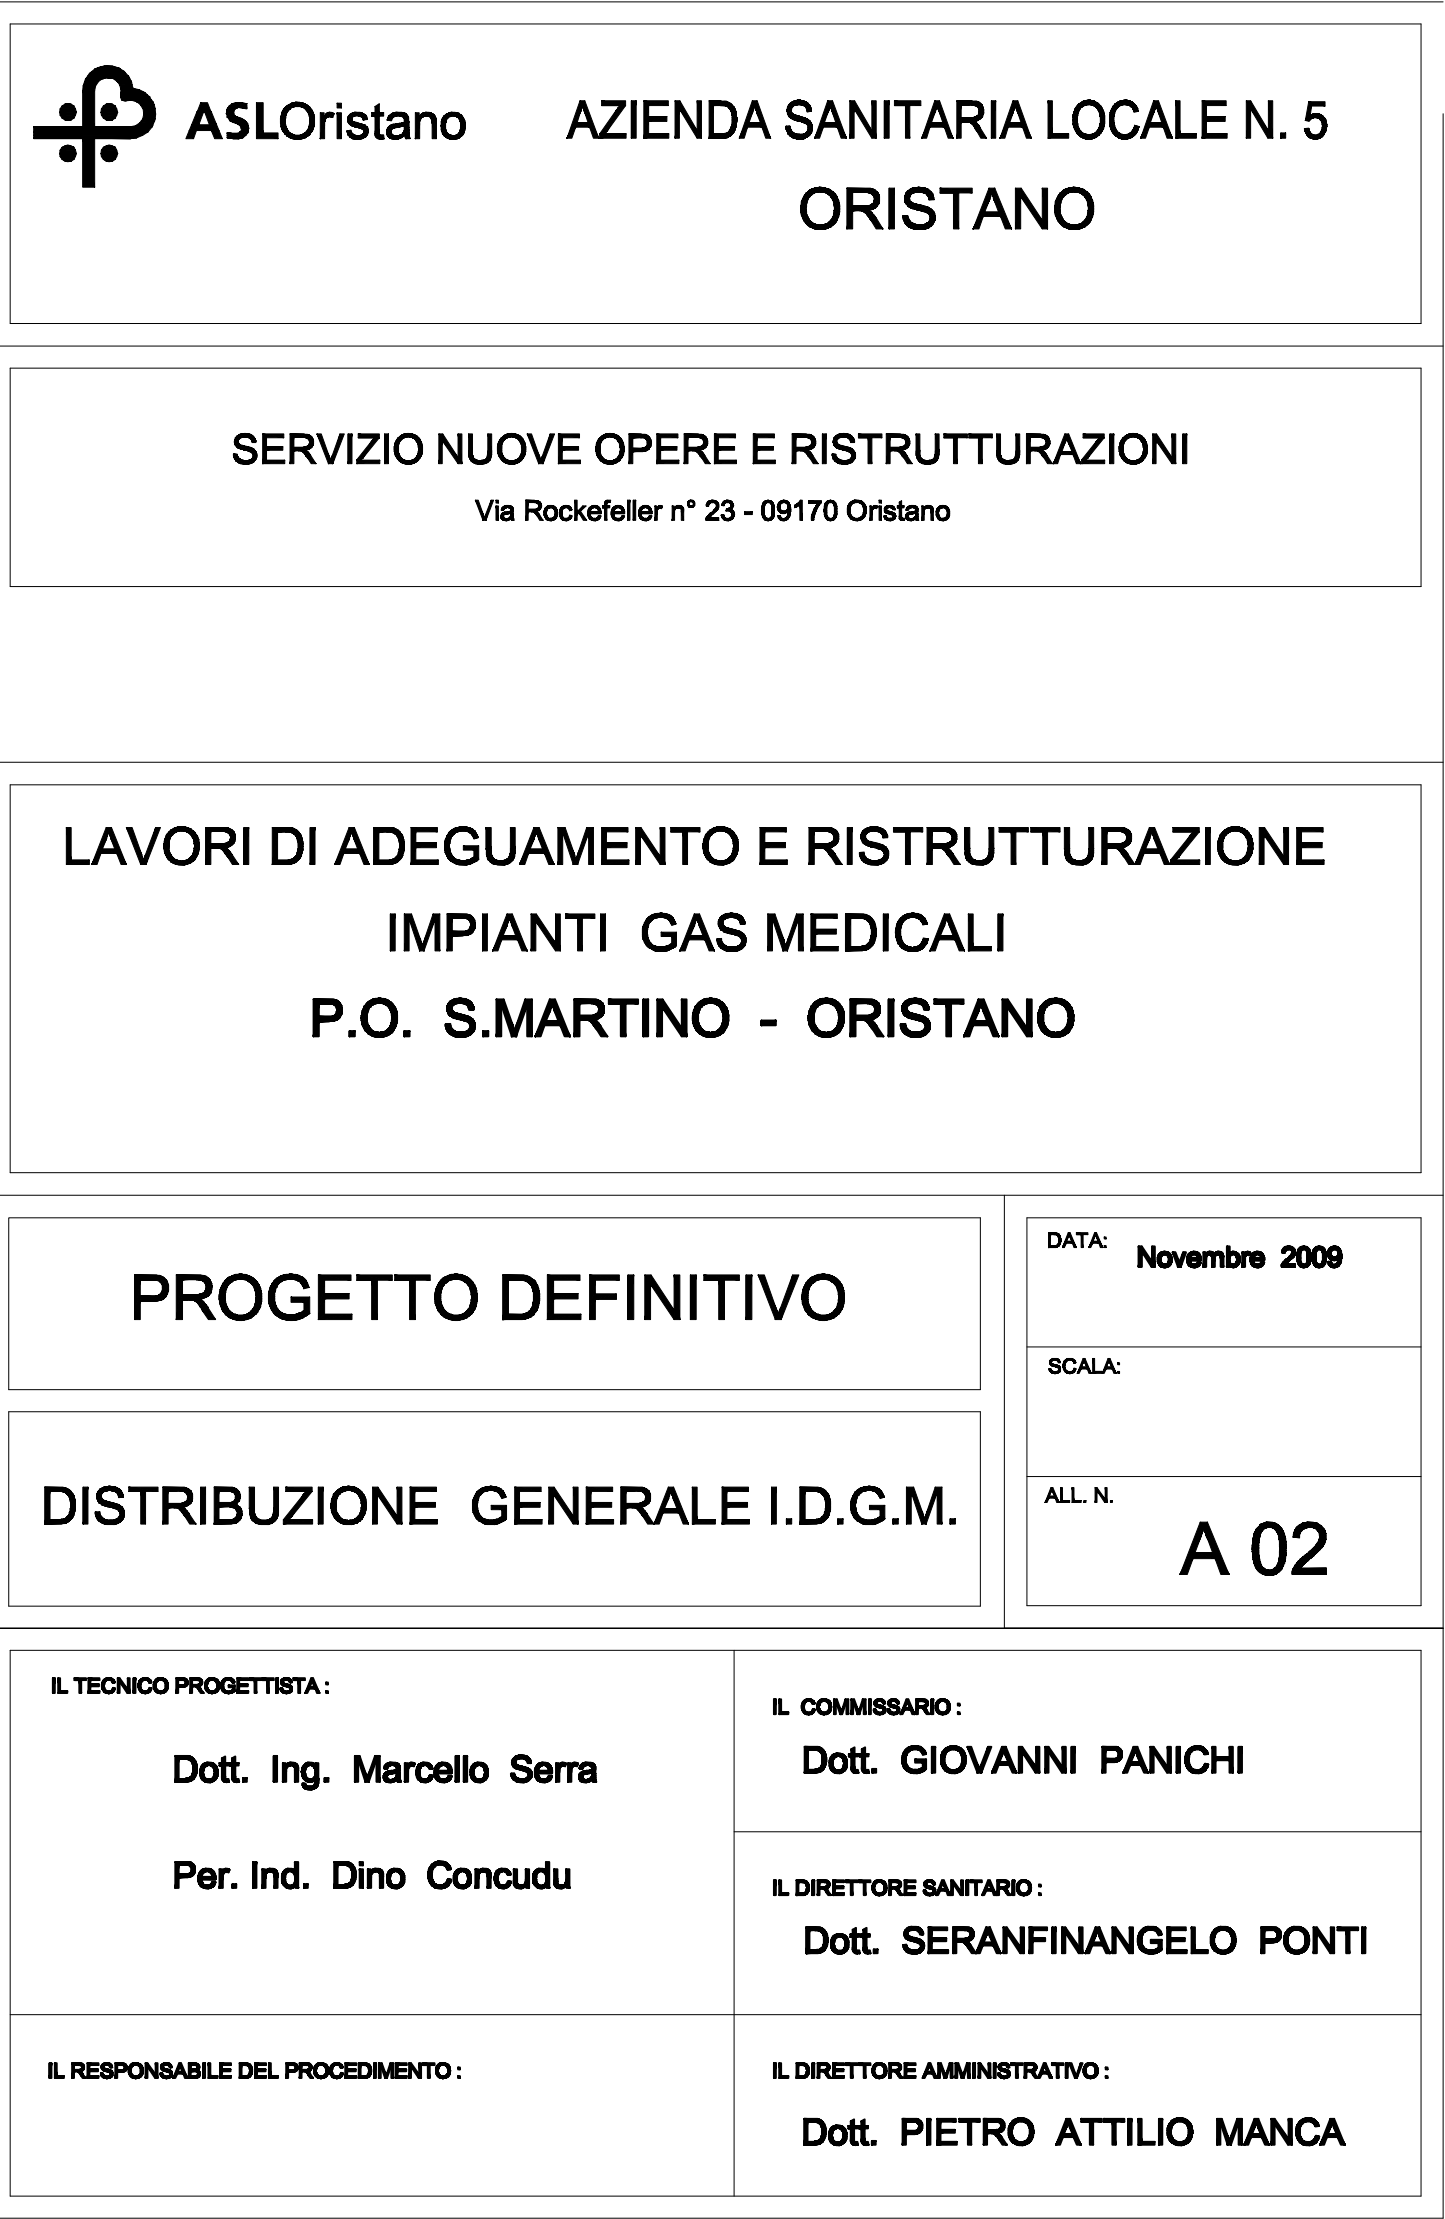 ASLOristano
AZIENDA SANITARIA LOCALE N. 5
ORISTANO
SERVIZIO NUOVE OPERE E RISTRUTTURAZIONI
Via Rockefeller n° 23 - 09170 Oristano
LAVORI DI ADEGUAMENTO E RISTRUTTURAZIONE
IMPIANTI GAS MEDICALI
P.O. S.MARTINO - ORISTANO
PROGETTO DEFINITIVO
DISTRIBUZIONE GENERALE I.D.G.M.
DATA:
Novembre 2009
SCALA:
ALL. N.
A 02
IL TECNICO PROGETTISTA :
Dott. Ing. Marcello Serra
Per. Ind. Dino Concudu
IL RESPONSABILE DEL PROCEDIMENTO :
IL COMMISSARIO :
Dott. GIOVANNI PANICHI
IL DIRETTORE SANITARIO :
Dott. SERANFINANGELO PONTI
IL DIRETTORE AMMINISTRATIVO :
Dott. PIETRO ATTILIO MANCA